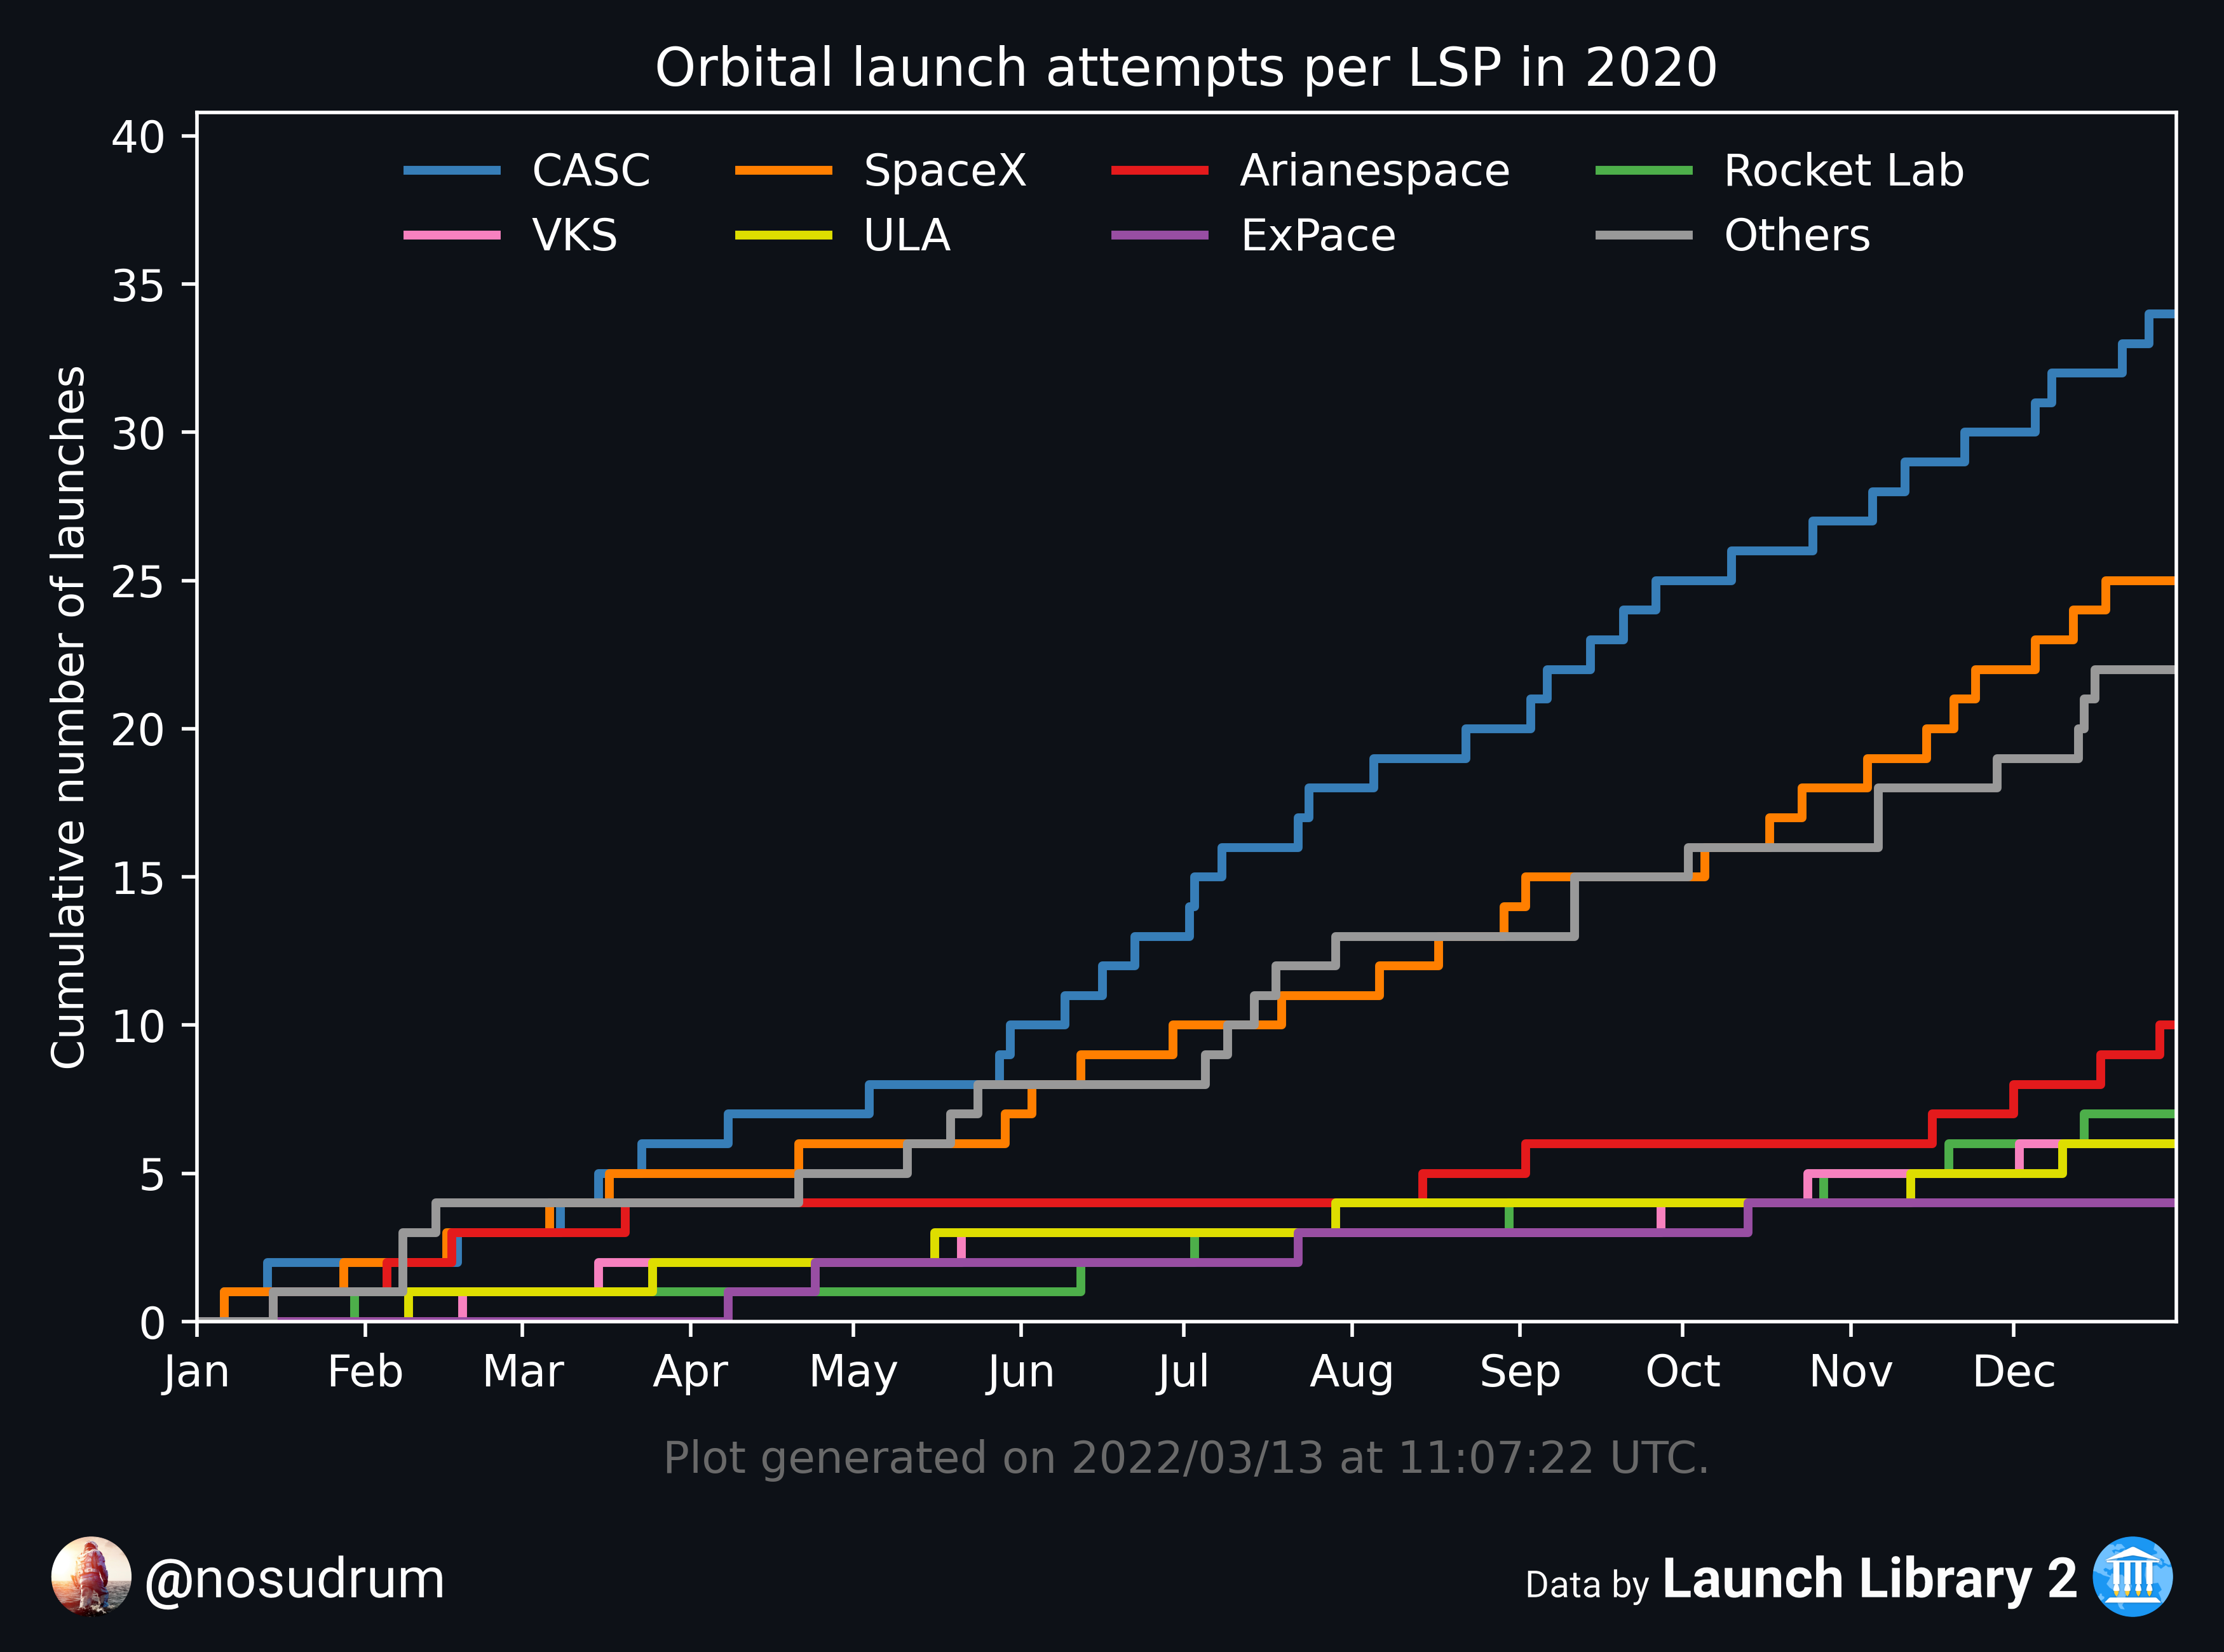 Orbital launch attempts per LSP in 2020
40
35
30
25
20
15
10
5
0
Cumulative number of launches
CASC SpaceX Arianespace Rocket Lab
VKS ULA ExPace Others
Jan Feb Mar Apr May Jun Jul Aug Sep Oct Nov Dec
Plot generated on 2022/03/13 at 11:07:22 UTC.
@nosudrum
Data by Launch Library 2